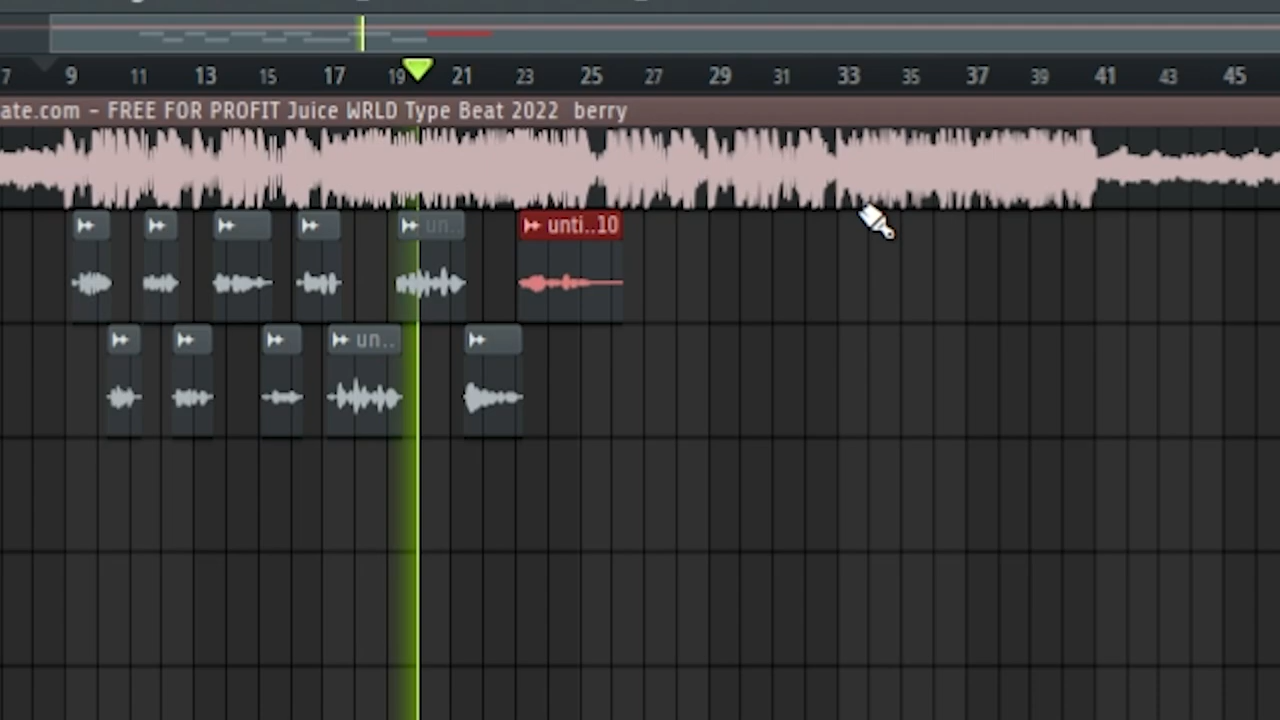 7 9 11 13 15 17 19 21 23 25 27 29 31 33 35 37 39 41 43 45
ate.com - FREE FOR PROFIT Juice WRLD Type Beat 2022 berry
un.. unti..10
un..